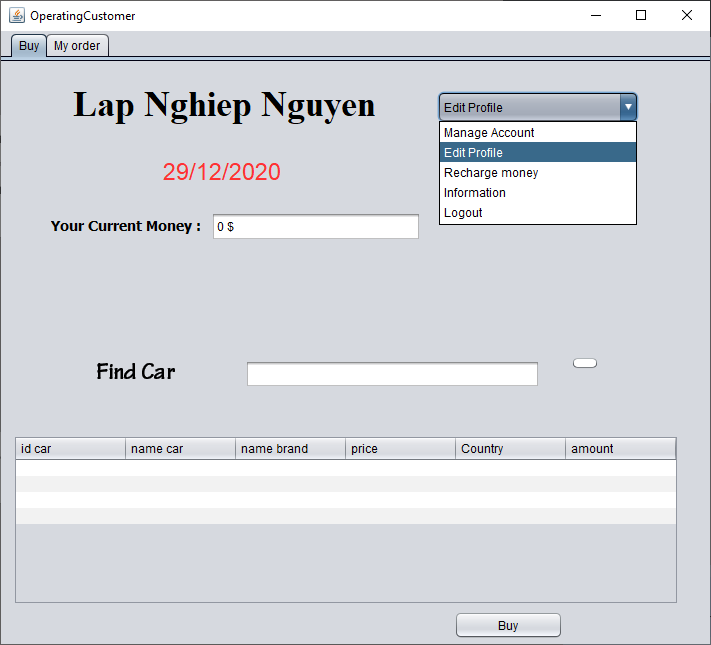 OperatingCustomer
Buy
My order
Lap Nghiep Nguyen
Edit Profile
Manage Account
Edit Profile
Recharge money
Information
Logout
29/12/2020
Your Current Money :
0 $
Find Car
id car
name car
name brand
price
Country
amount
Buy